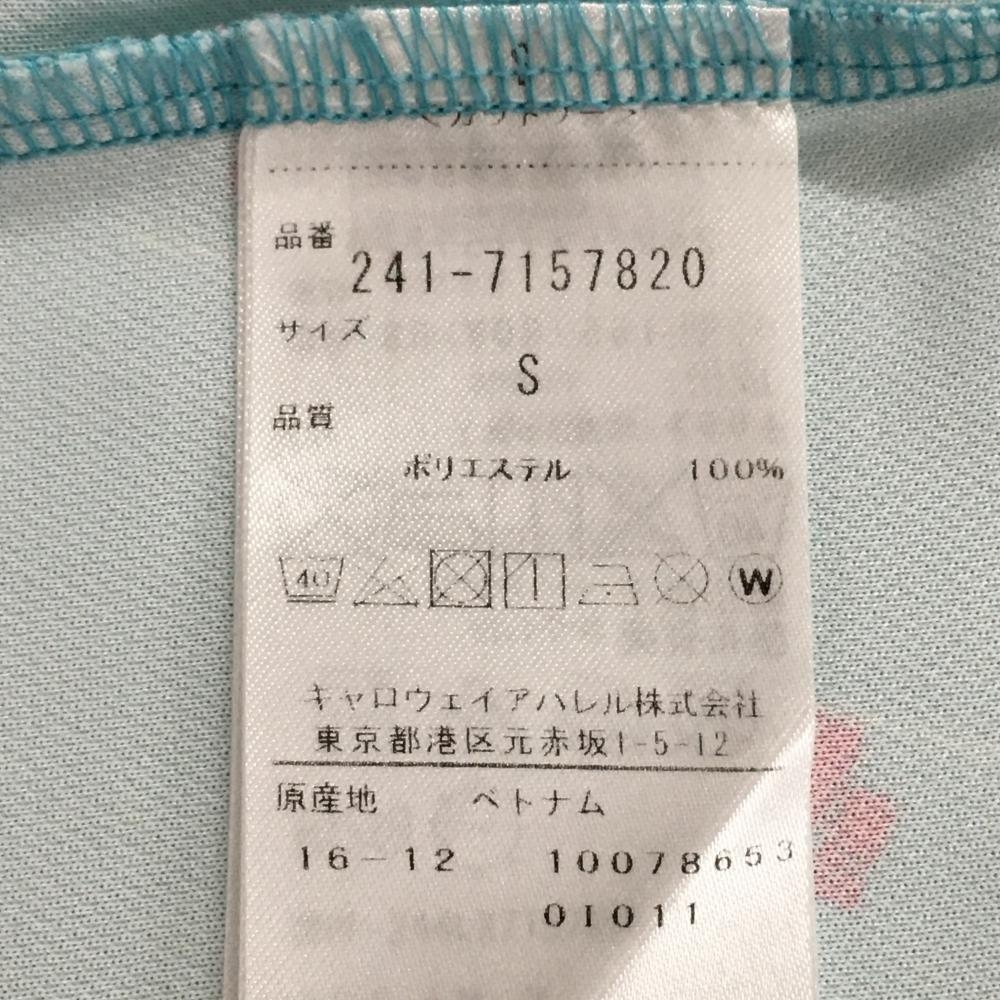 品番
241-7157820
サイズ
S
品質
ポリエステル 100%
40 W
キャロウェイアパレル株式会社
東京都港区元赤坂1-5-12
原産地 ベトナム
16-12 10078653
01011